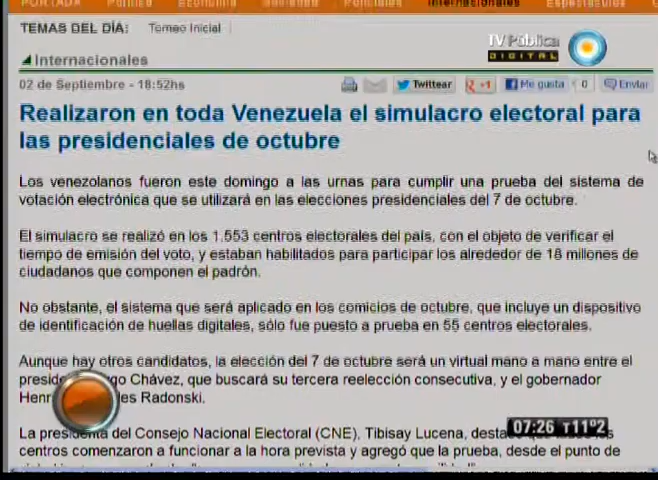 PORTADA Política Economía Sociedad Policiales Internacionales Espectáculos
TEMAS DEL DÍA: Torneo Inicial
TV Pública
DIGITAL
Internacionales
02 de Septiembre - 18:52hs
Twittear +1 Me gusta 0 Enviar
Realizaron en toda Venezuela el simulacro electoral para
las presidenciales de octubre
Los venezolanos fueron este domingo a las urnas para cumplir una prueba del sistema de
votación electrónica que se utilizará en las elecciones presidenciales del 7 de octubre.
El simulacro se realizó en los 1.553 centros electorales del país, con el objeto de verificar el
tiempo de emisión del voto, y estaban habilitados para participar los alrededor de 18 millones de
ciudadanos que componen el padrón.
No obstante, el sistema que será aplicado en los comicios de octubre, que incluye un dispositivo
de identificación de huellas digitales, sólo fue puesto a prueba en 55 centros electorales.
Aunque hay otros candidatos, la elección del 7 de octubre será un virtual mano a mano entre el
Chávez, que buscará su tercera reelección consecutiva, y el gobernador
Radonski.
La del Consejo Nacional Electoral (CNE), Tibisay Lucena,
07:26 T11º2
centros comenzaron a funcionar a la hora prevista y agregó que la prueba, desde el punto de